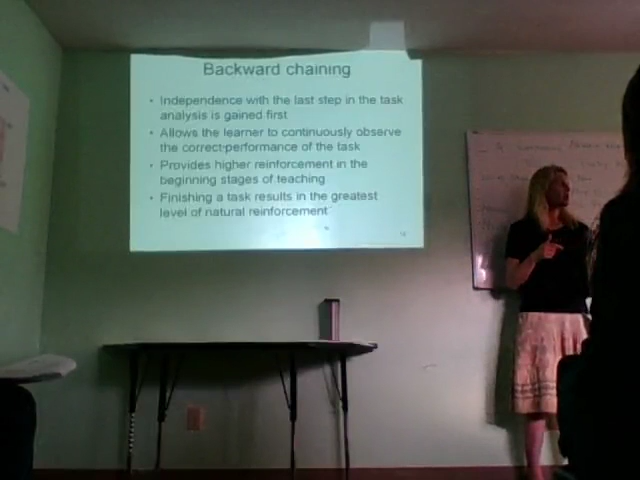 Backward chaining
• Independence with the last step in the task
analysis is gained first
• Allows the learner to continuously observe
the correct performance of the task
• Provides higher reinforcement in the
beginning stages of teaching
• Finishing a task results in the greatest
level of natural reinforcement